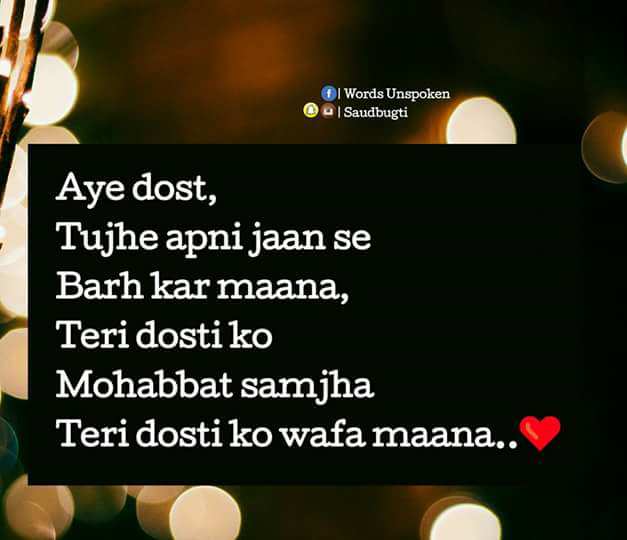 | Words Unspoken
| Saudbugti
Aye dost,
Tujhe apni jaan se
Barh kar maana,
Teri dosti ko
Mohabbat samjha
Teri dosti ko wafa maana..❤️